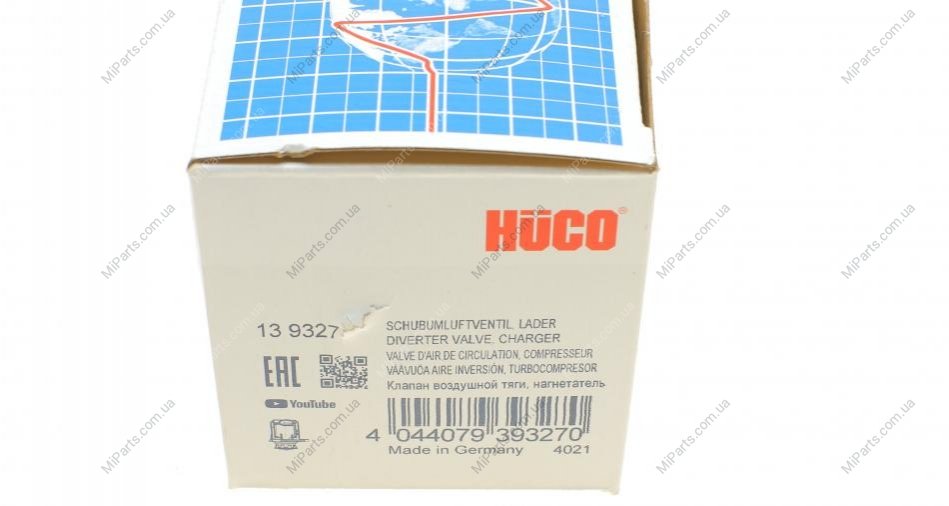 HÜCO®
13 9327
SCHUBUMLUFTVENTIL, LADER
DIVERTER VALVE, CHARGER
VALVE D'AIR DE CIRCULATION, COMPRESSEUR
VAÁVUCA AIRE INVERSIÓN, TURBOCOMPRESOR
Клапан воздушной тяги, нагнетатель
EAC
YouTube
4 044079 393270
Made in Germany 4021
MiParts.com.ua